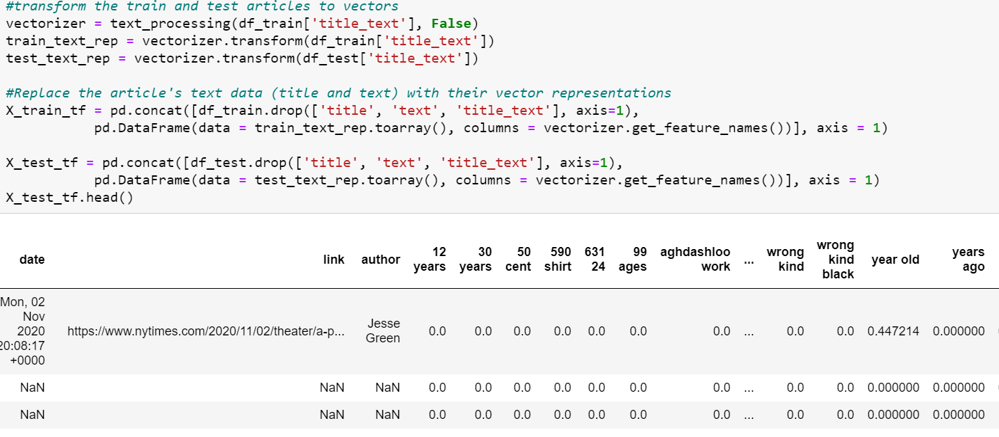 #transform the train and test articles to vectors
vectorizer = text_processing(df_train['title_text'], False)
train_text_rep = vectorizer.transform(df_train['title_text'])
test_text_rep = vectorizer.transform(df_test['title_text'])
#Replace the article's text data (title and text) with their vector representations
X_train_tf = pd.concat([df_train.drop(['title', 'text', 'title_text'], axis=1),
pd.DataFrame(data = train_text_rep.toarray(), columns = vectorizer.get_feature_names())], axis = 1)
X_test_tf = pd.concat([df_test.drop(['title', 'text', 'title_text'], axis=1),
pd.DataFrame(data = test_text_rep.toarray(), columns = vectorizer.get_feature_names())], axis = 1)
X_test_tf.head()
date link author 12 years 30 years 50 cent 590 shirt 631 24 99 ages aghdashloo work ... wrong kind wrong kind black year old years ago
Mon, 02
Nov
2020
20:08:17
+0000
https://www.nytimes.com/2020/11/02/theater/a-p... Jesse Green 0.0 0.0 0.0 0.0 0.0 0.0 0.0 ... 0.0 0.0 0.447214 0.000000
NaN NaN NaN 0.0 0.0 0.0 0.0 0.0 0.0 0.0 ... 0.0 0.0 0.000000 0.000000
NaN NaN NaN 0.0 0.0 0.0 0.0 0.0 0.0 0.0 ... 0.0 0.0 0.000000 0.000000